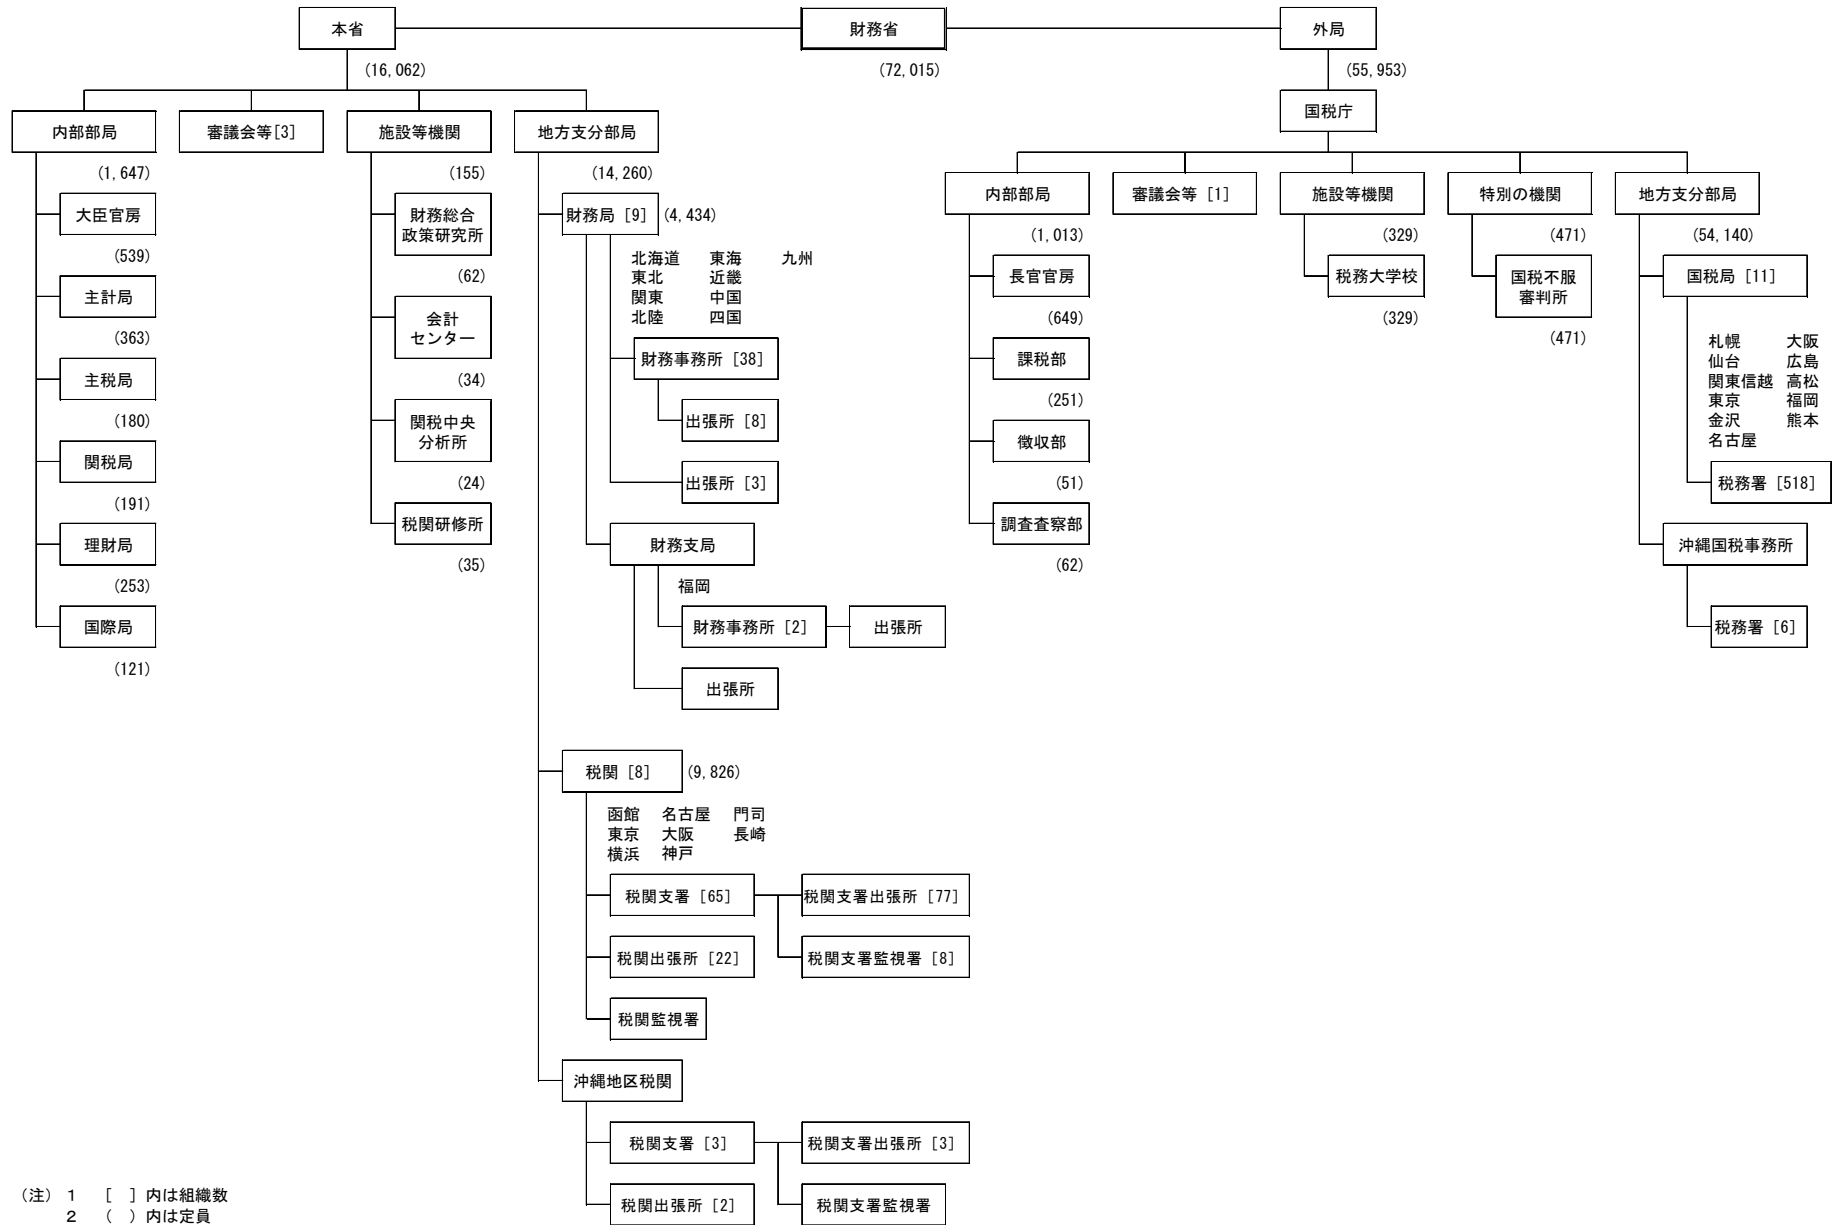 本省
財務省
外局
(16,062)
(72,015)
(55,953)
国税庁
内部部局
審議会等[3]
施設等機関
地方支分部局
(1,647)
(155)
(14,260)
大臣官房
(539)
主計局
(363)
主税局
(180)
関税局
(191)
理財局
(253)
国際局
(121)
財務総合
政策研究所
(62)
会計
センター
(34)
関税中央
分析所
(24)
税関研修所
(35)
財務局 [9] (4,434)
北海道 東海 九州
東北 近畿
関東 中国
北陸 四国
財務事務所 [38]
出張所 [8]
出張所 [3]
財務支局
福岡
財務事務所 [2]
出張所
出張所
税関 [8] (9,826)
函館 名古屋 門司
東京 大阪 長崎
横浜 神戸
税関支署 [65]
税関支署出張所 [77]
税関出張所 [22]
税関支署監視署 [8]
税関監視署
沖縄地区税関
税関支署 [3]
税関支署出張所 [3]
税関出張所 [2]
税関支署監視署
内部部局
審議会等 [1]
施設等機関
特別の機関
地方支分部局
(1,013)
(329)
(471)
(54,140)
長官官房
(649)
課税部
(251)
徴収部
(51)
調査査察部
(62)
税務大学校
(329)
国税不服
審判所
(471)
国税局 [11]
札幌 大阪
仙台 広島
関東信越 高松
東京 福岡
金沢 熊本
名古屋
税務署 [518]
沖縄国税事務所
税務署 [6]
(注) 1 [ ] 内は組織数
2 ( ) 内は定員